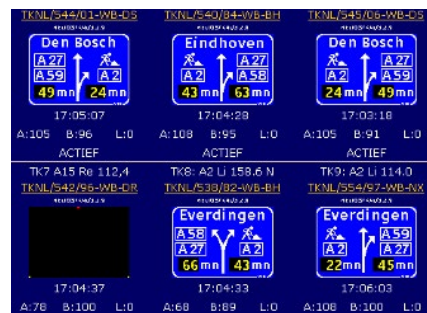 TKNL/544/01-WB-DS TKNL/540/84-WB-BH TKNL/545/06-WB-DS
Den Bosch Eindhoven Den Bosch
A27 A27 A27
A59 A2 A2 A58 A2 A59
49mn 24mn 43mn 63mn 24mn 49mn
17:05:07 17:04:28 17:03:18
A:105 B:96 L:0 A:108 B:95 L:0 A:105 B:91 L:0
ACTIEF ACTIEF ACTIEF
TK7 A15 Re 112,4 TK8: A2 Li 158.6 N TK9: A2 Li 114.0
TKNL/542/96-WB-DR TKNL/538/82-WB-BH TKNL/554/97-WB-NX
Everdingen Everdingen
A58 A59
A27 A2 A2 A27
66mn 43mn 22mn 45mn
17:04:37 17:04:33 17:06:03
A:78 B:100 L:0 A:68 B:89 L:0 A:108 B:100 L:0